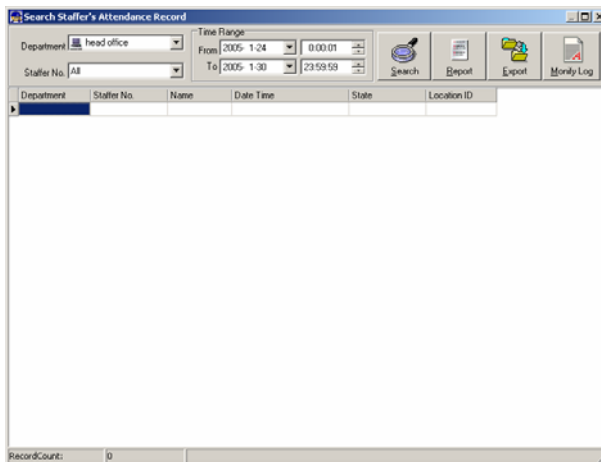 Search Staffer's Attendance Record
Time Range
Department head office
From 2005- 1-24 0:00:01
Staffer No. All
To 2005- 1-30 23:59:59
Search Report Export Monify Log
Department Staffer No. Name Date Time State Location ID
RecordCount: 0